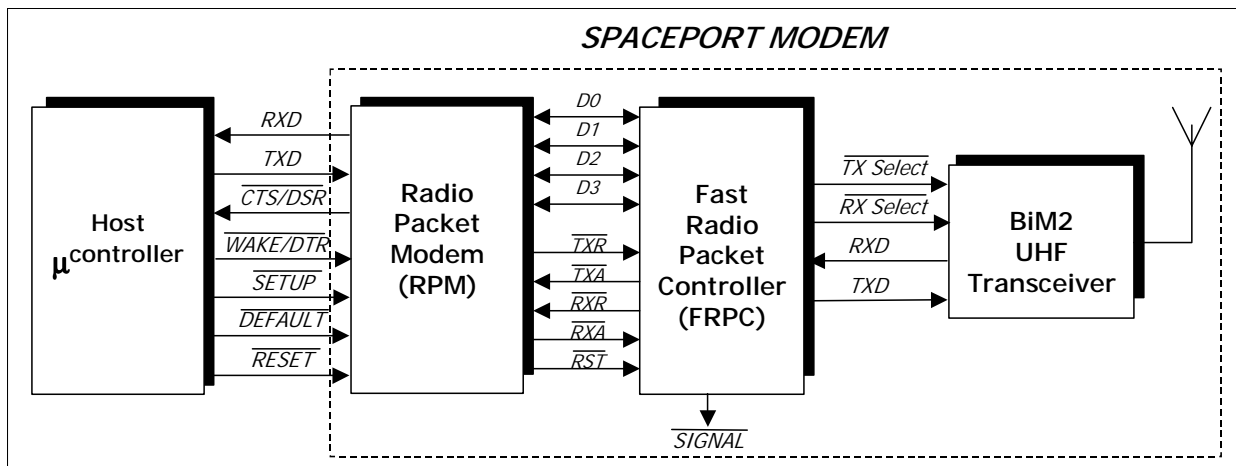 SPACEPORT MODEM
Host
μcontroller
RXD
TXD
CTS/DSR
WAKE/DTR
SETUP
DEFAULT
RESET
Radio
Packet
Modem
(RPM)
D0
D1
D2
D3
TXR
TXA
RXR
RXA
RST
Fast
Radio
Packet
Controller
(FRPC)
SIGNAL
TX Select
RX Select
RXD
TXD
BiM2
UHF
Transceiver